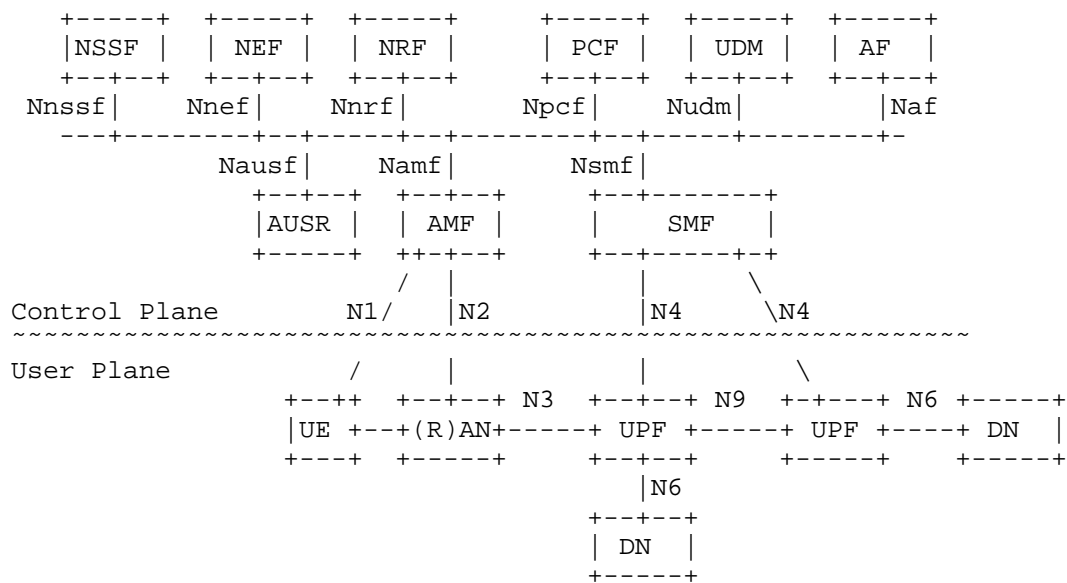 NSSF NEF NRF PCF UDM AF
Nnssf Nnef Nnrf Npcf Nudm Naf
Nausf Namf Nsmf
AUSR AMF SMF
Control Plane N1 N2 N4 N4
User Plane
N3 N9 N6
UE (R)AN UPF UPF DN
N6
DN